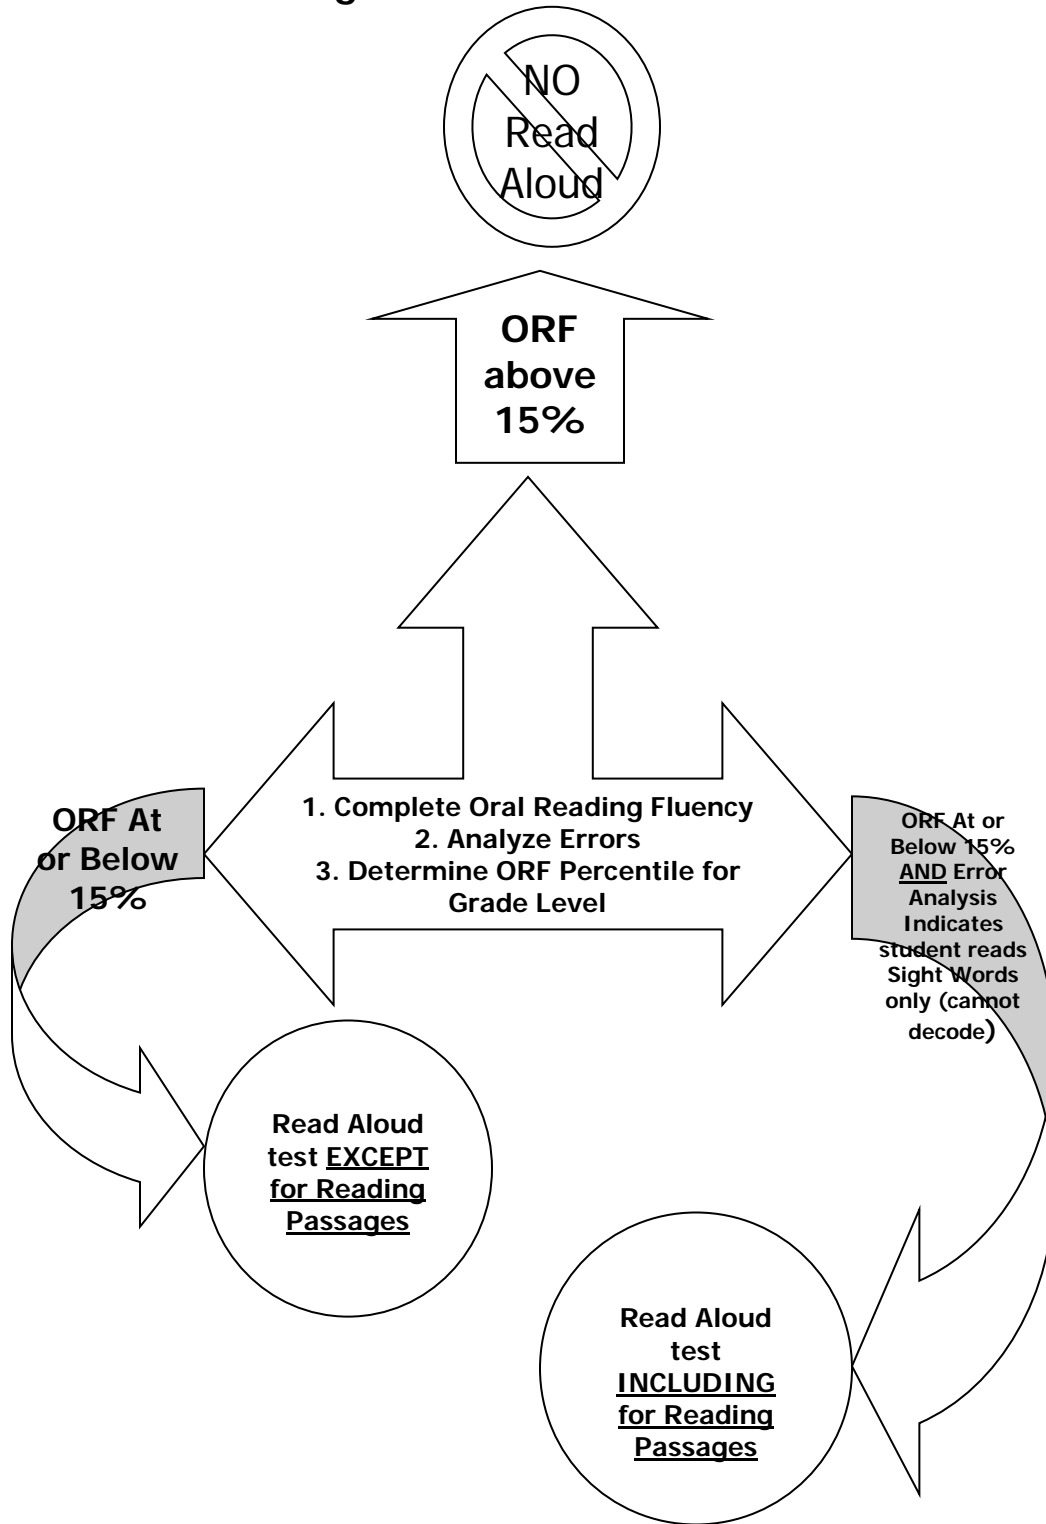 NO
Read
Aloud
ORF
above
15%
1. Complete Oral Reading Fluency
2. Analyze Errors
3. Determine ORF Percentile for
Grade Level
ORF At
or Below
15%
ORF At or
Below 15%
AND Error
Analysis
Indicates
student reads
Sight Words
only (cannot
decode)
Read Aloud
test EXCEPT
for Reading
Passages
Read Aloud
test
INCLUDING
for Reading
Passages